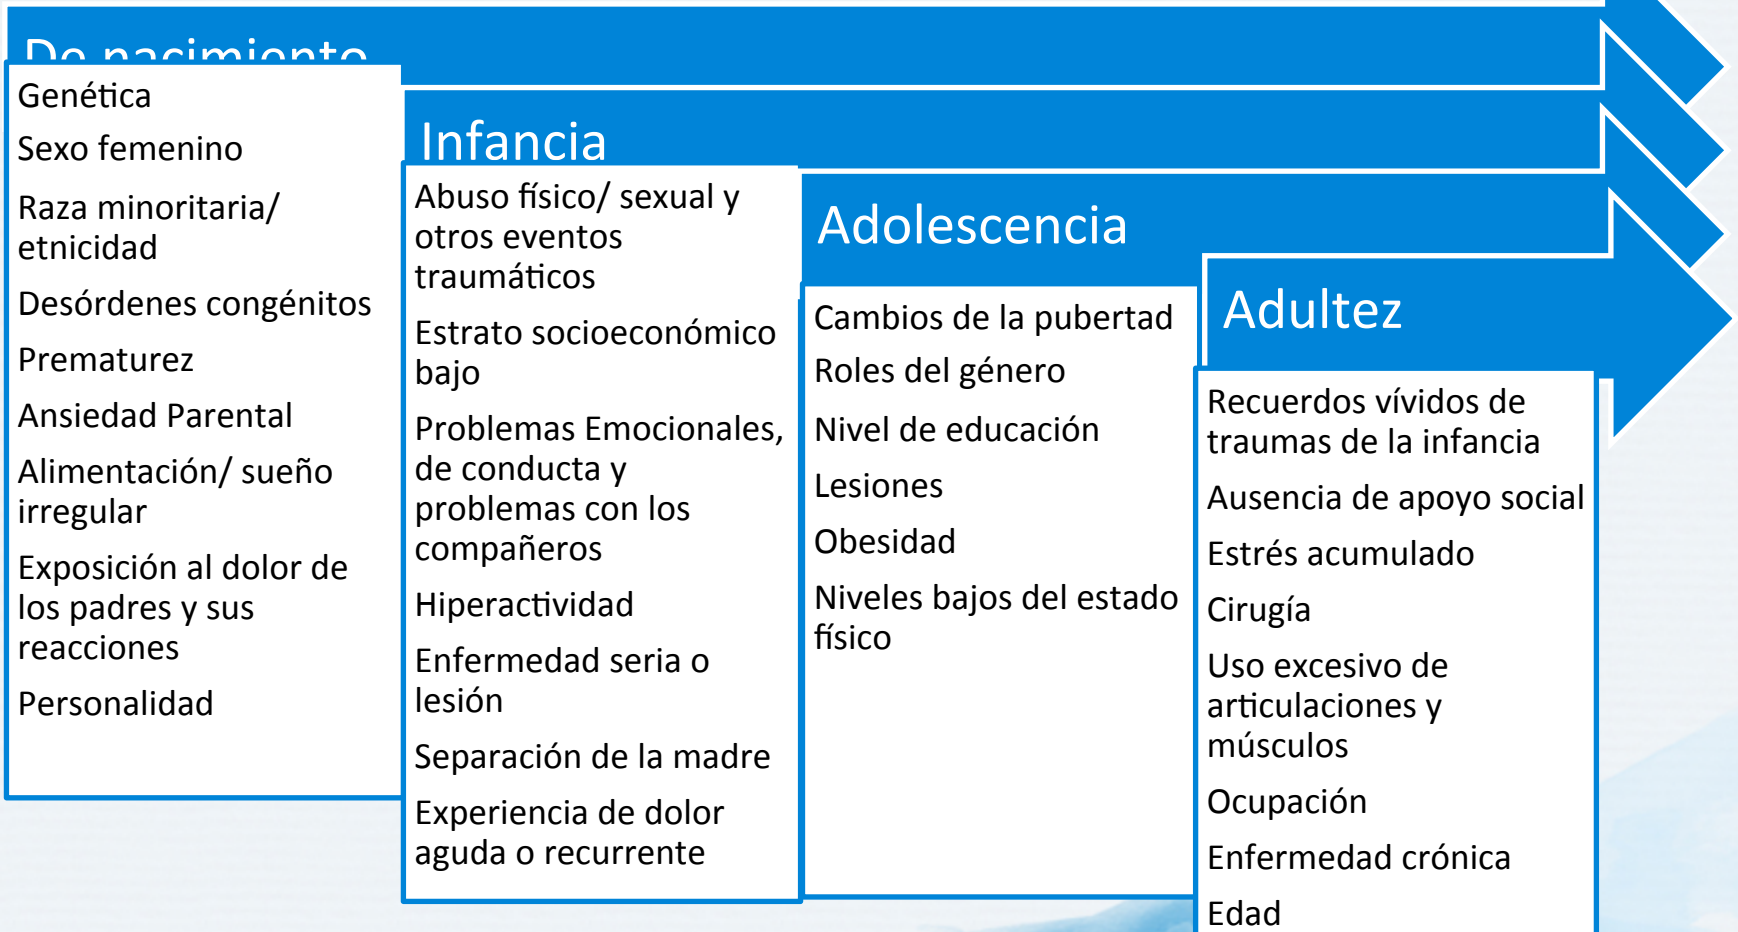 De nacimiento
Genética
Sexo femenino
Raza minoritaria/
etnicidad
Desórdenes congénitos
Prematurez
Ansiedad Parental
Alimentación/ sueño
irregular
Exposición al dolor de
los padres y sus
reacciones
Personalidad
Infancia
Abuso físico/ sexual y
otros eventos
traumáticos
Estrato socioeconómico
bajo
Problemas Emocionales,
de conducta y
problemas con los
compañeros
Hiperactividad
Enfermedad seria o
lesión
Separación de la madre
Experiencia de dolor
aguda o recurrente
Adolescencia
Cambios de la pubertad
Roles del género
Nivel de educación
Lesiones
Obesidad
Niveles bajos del estado
físico
Adultez
Recuerdos vívidos de
traumas de la infancia
Ausencia de apoyo social
Estrés acumulado
Cirugía
Uso excesivo de
articulaciones y
músculos
Ocupación
Enfermedad crónica
Edad